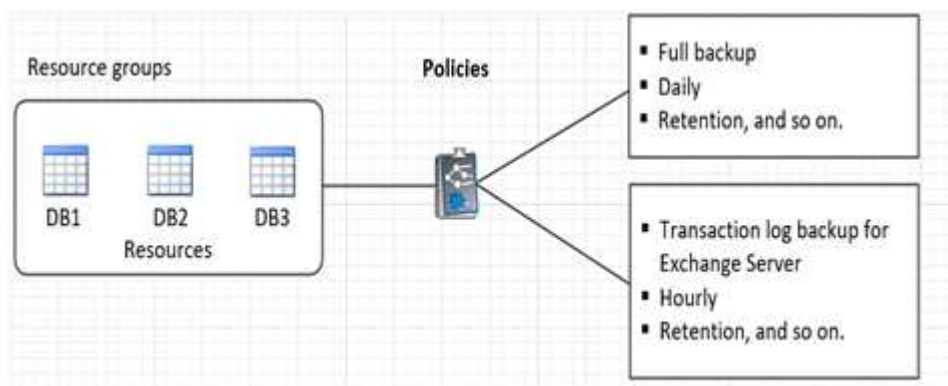 Resource groups
DB1 DB2 DB3
Resources
Policies
▪ Full backup
▪ Daily
▪ Retention, and so on.
▪ Transaction log backup for
Exchange Server
▪ Hourly
▪ Retention, and so on.